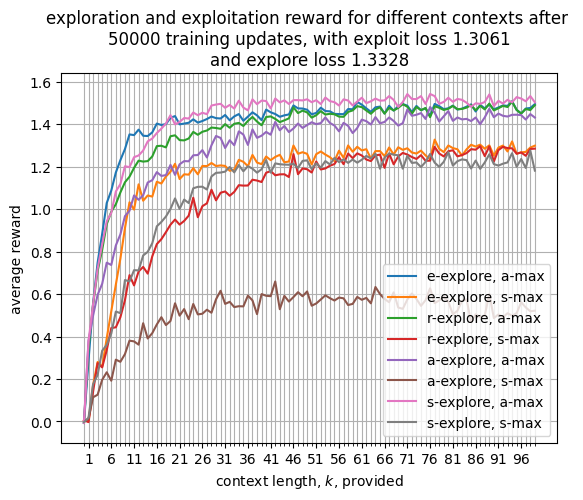 exploration and exploitation reward for different contexts after
50000 training updates, with exploit loss 1.3061
and explore loss 1.3328
1.6
1.4
1.2
1.0
0.8
0.6
0.4
0.2
0.0
average reward
e-explore, a-max
e-explore, s-max
r-explore, a-max
r-explore, s-max
a-explore, a-max
a-explore, s-max
s-explore, a-max
s-explore, s-max
1 6 11 16 21 26 31 36 41 46 51 56 61 66 71 76 81 86 91 96
context length, k, provided